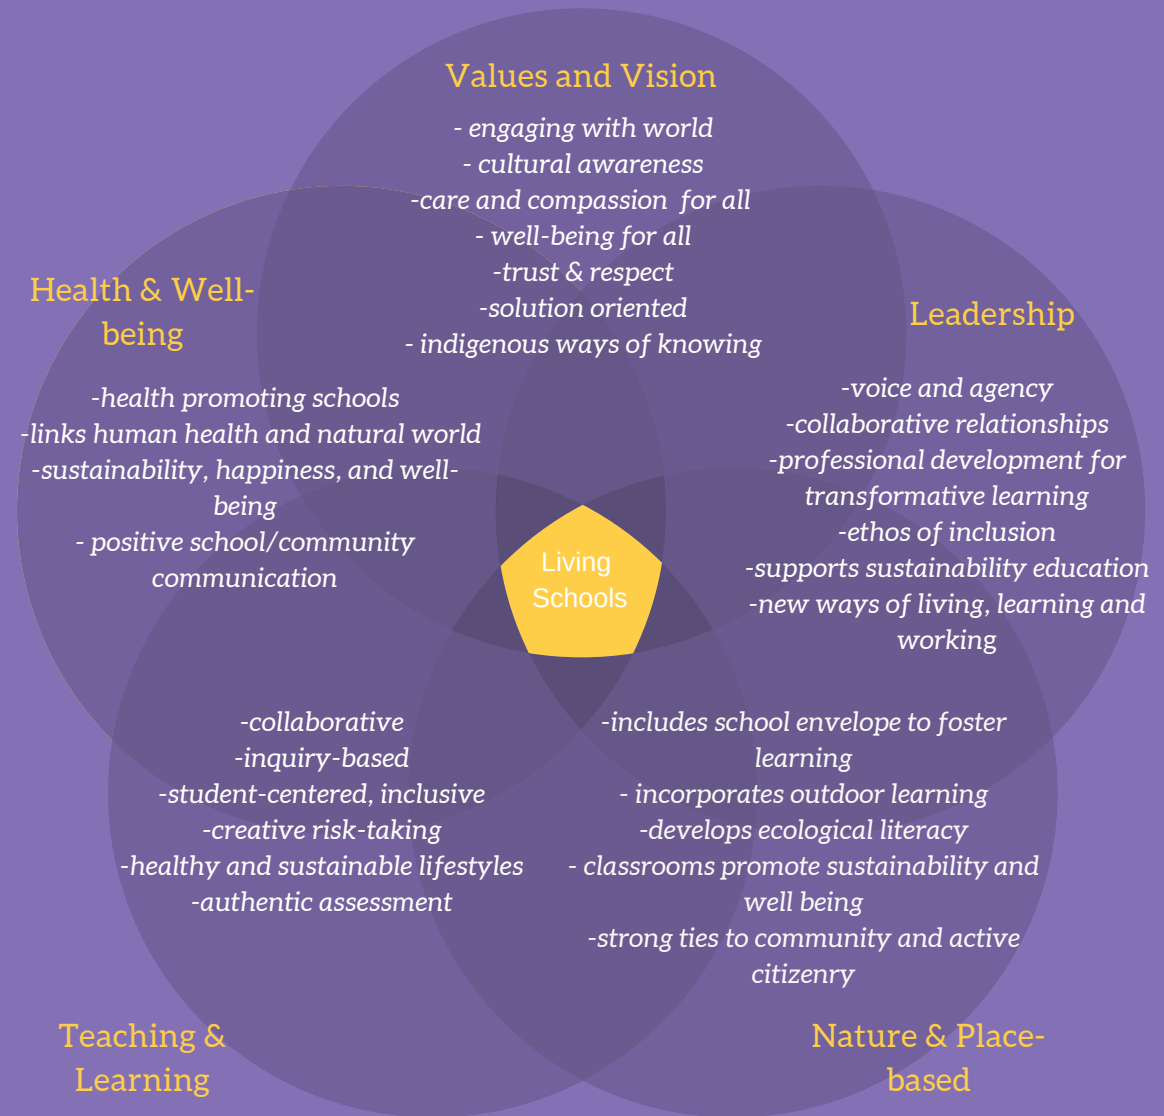 Values and Vision
- engaging with world
- cultural awareness
-care and compassion  for all
- well-being for all
-trust & respect
-solution oriented
- indigenous ways of knowing
Health & Well-
being
-health promoting schools
-links human health and natural world
-sustainability, happiness, and well-
being
- positive school/community
communication
Leadership
-voice and agency
-collaborative relationships
-professional development for
transformative learning
-ethos of inclusion
-supports sustainability education
-new ways of living, learning and
working
Living
Schools
-collaborative
-inquiry-based
-student-centered, inclusive
-creative risk-taking
-healthy and sustainable lifestyles
-authentic assessment
Teaching &
Learning
-includes school envelope to foster
learning
- incorporates outdoor learning
-develops ecological literacy
- classrooms promote sustainability and
well being
-strong ties to community and active
citizenry
Nature & Place-
based